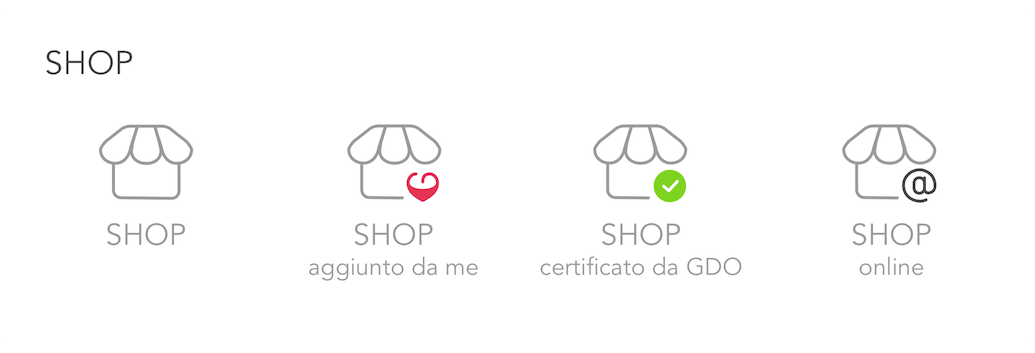 SHOP
SHOP
SHOP
aggiunto da me
SHOP
certificato da GDO
@
SHOP
online